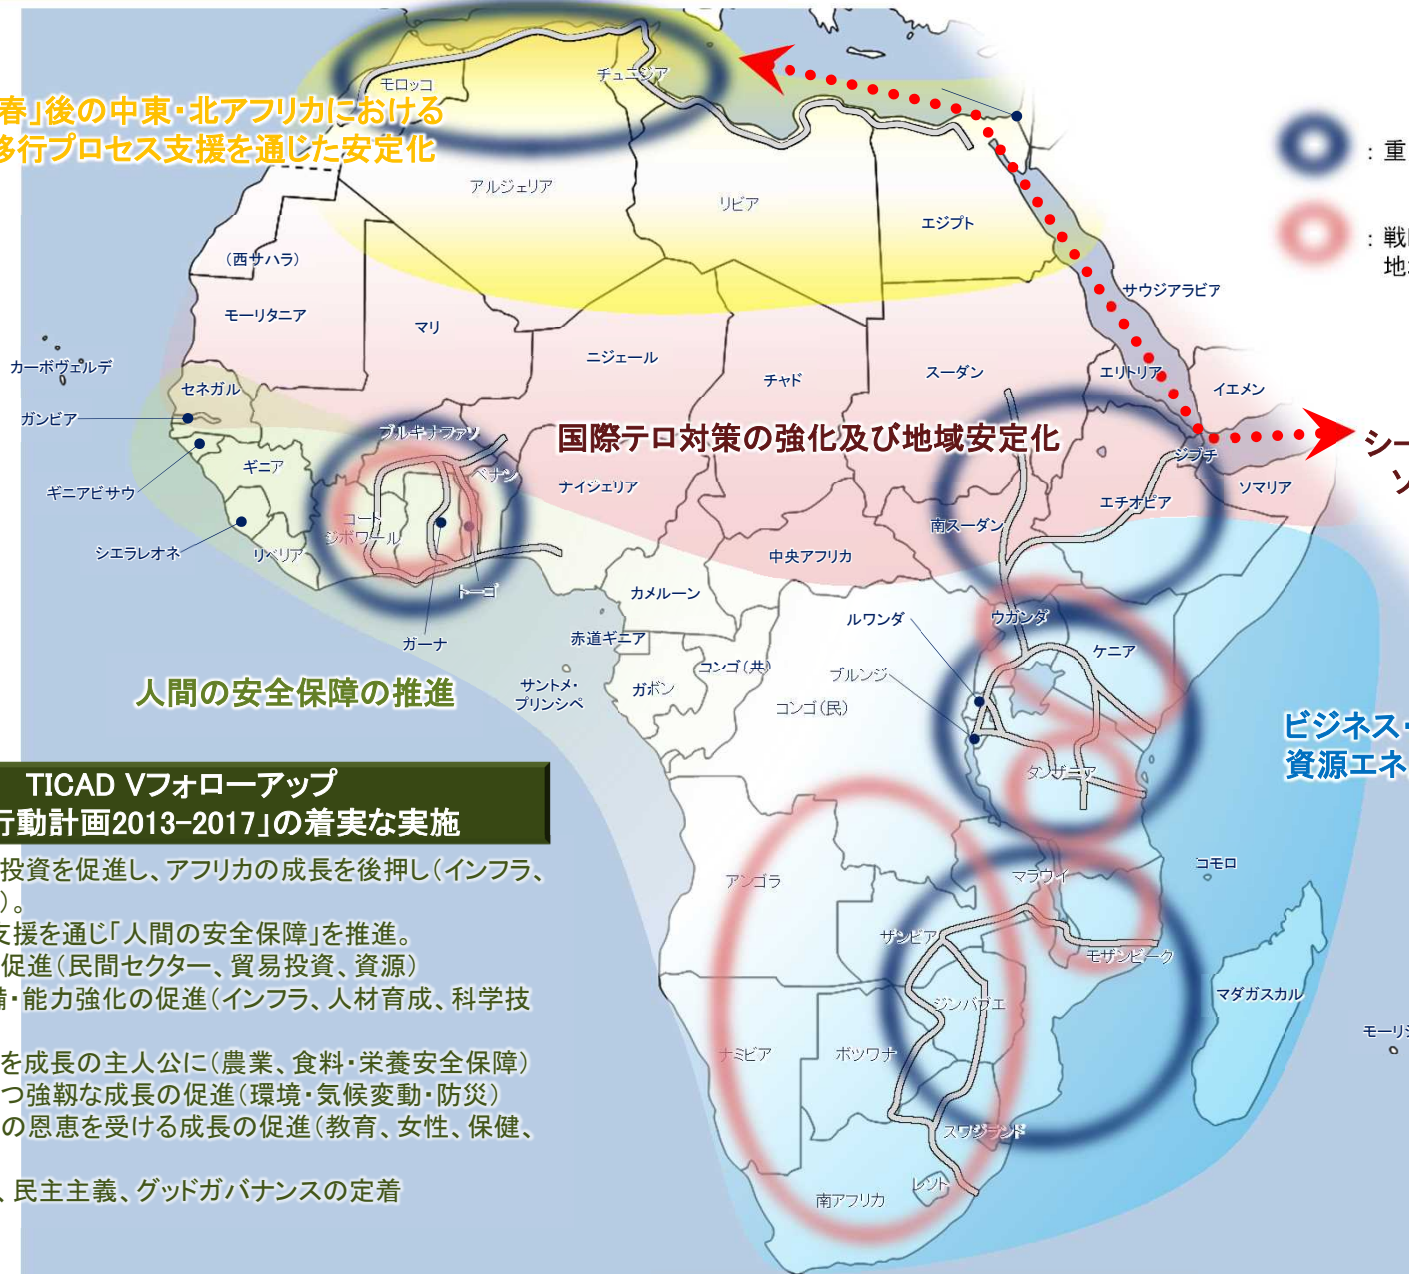 春」後の中東・北アフリカにおける
移行プロセス支援を通じた安定化
モロッコ
チュニジア
：重
アルジェリア
リビア
エジプト
：戦
地
(西サハラ)
サウジアラビア
モーリタニア
マリ
ニジェール
チャド
スーダン
エリトリア
イエメン
カーボヴェルデ
セネガル
ガンビア
ブルキナファソ
国際テロ対策の強化及び地域安定化
シー
ソ
ギニア
ベナン
ナイジェリア
ジブチ
ソマリア
ギニアビサウ
エチオピア
コート
ジボワール
南スーダン
シエラレオネ
リベリア
中央アフリカ
トーゴ
カメルーン
ルワンダ
ウガンダ
ガーナ
赤道ギニア
ケニア
コンゴ(共)
ブルンジ
人間の安全保障の推進
サントメ・
プリンシペ
ガボン
コンゴ(民)
ビジネス・
資源エネ
タンザニア
TICAD Vフォローアップ
行動計画2013-2017」の着実な実施
投資を促進し、アフリカの成長を後押し(インフラ、
)。
支援を通じ「人間の安全保障」を推進。
促進(民間セクター、貿易投資、資源)
備・能力強化の促進(インフラ、人材育成、科学技
を成長の主人公に(農業、食料・栄養安全保障)
つ強靱な成長の促進(環境・気候変動・防災)
の恩恵を受ける成長の促進(教育、女性、保健、
、民主主義、グッドガバナンスの定着
コモロ
アンゴラ
マラウイ
ザンビア
モザンビーク
ジンバブエ
マダガスカル
モーリシ
ナミビア
ボツワナ
スワジランド
レソト
南アフリカ